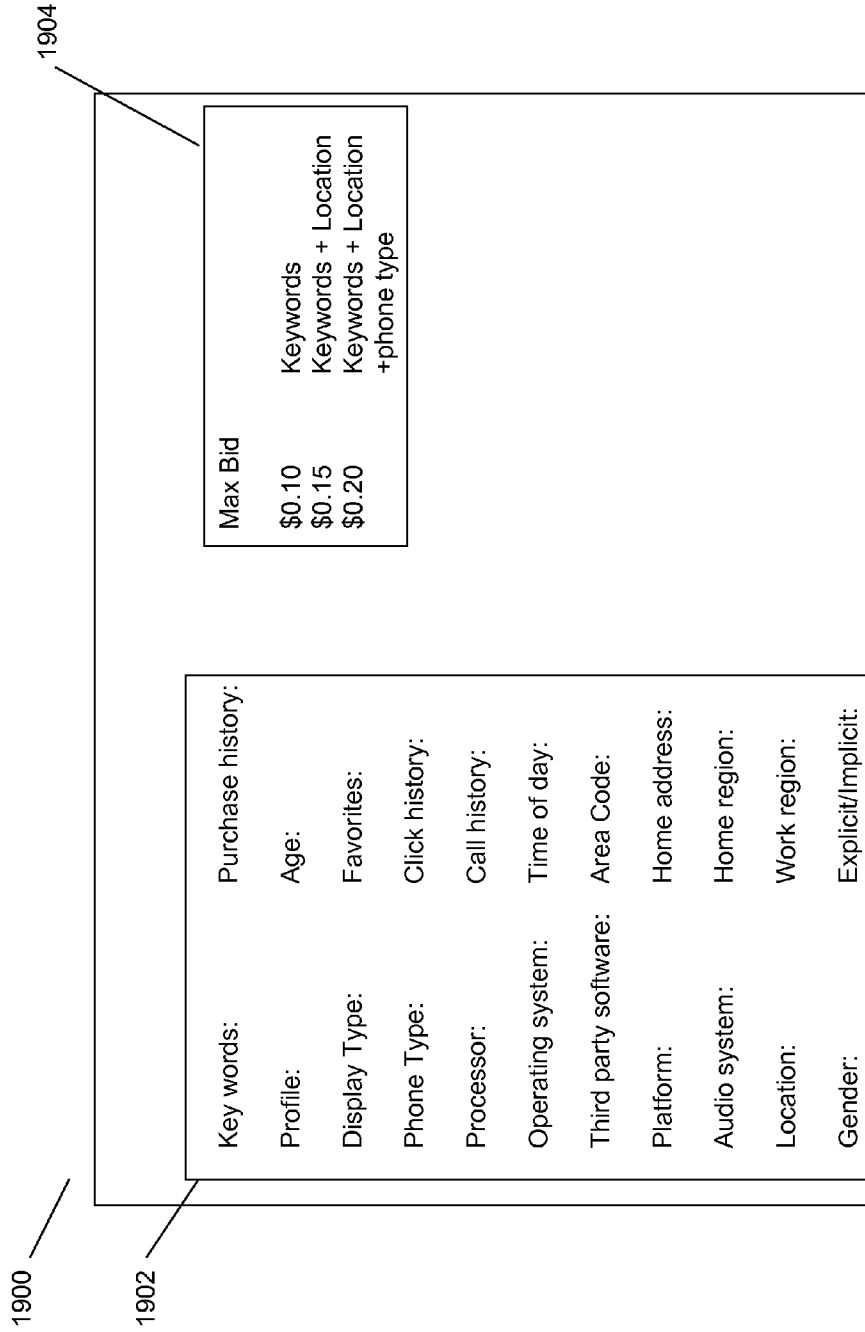 1900
1902
1904
Key words:
Profile:
Display Type:
Phone Type:
Processor:
Operating system:
Third party software:
Platform:
Audio system:
Location:
Gender:
Purchase history:
Age:
Favorites:
Click history:
Call history:
Time of day:
Area Code:
Home address:
Home region:
Work region:
Explicit/Implicit:
Max Bid
$0.10 Keywords
$0.15 Keywords + Location
$0.20 Keywords + Location
+phone type